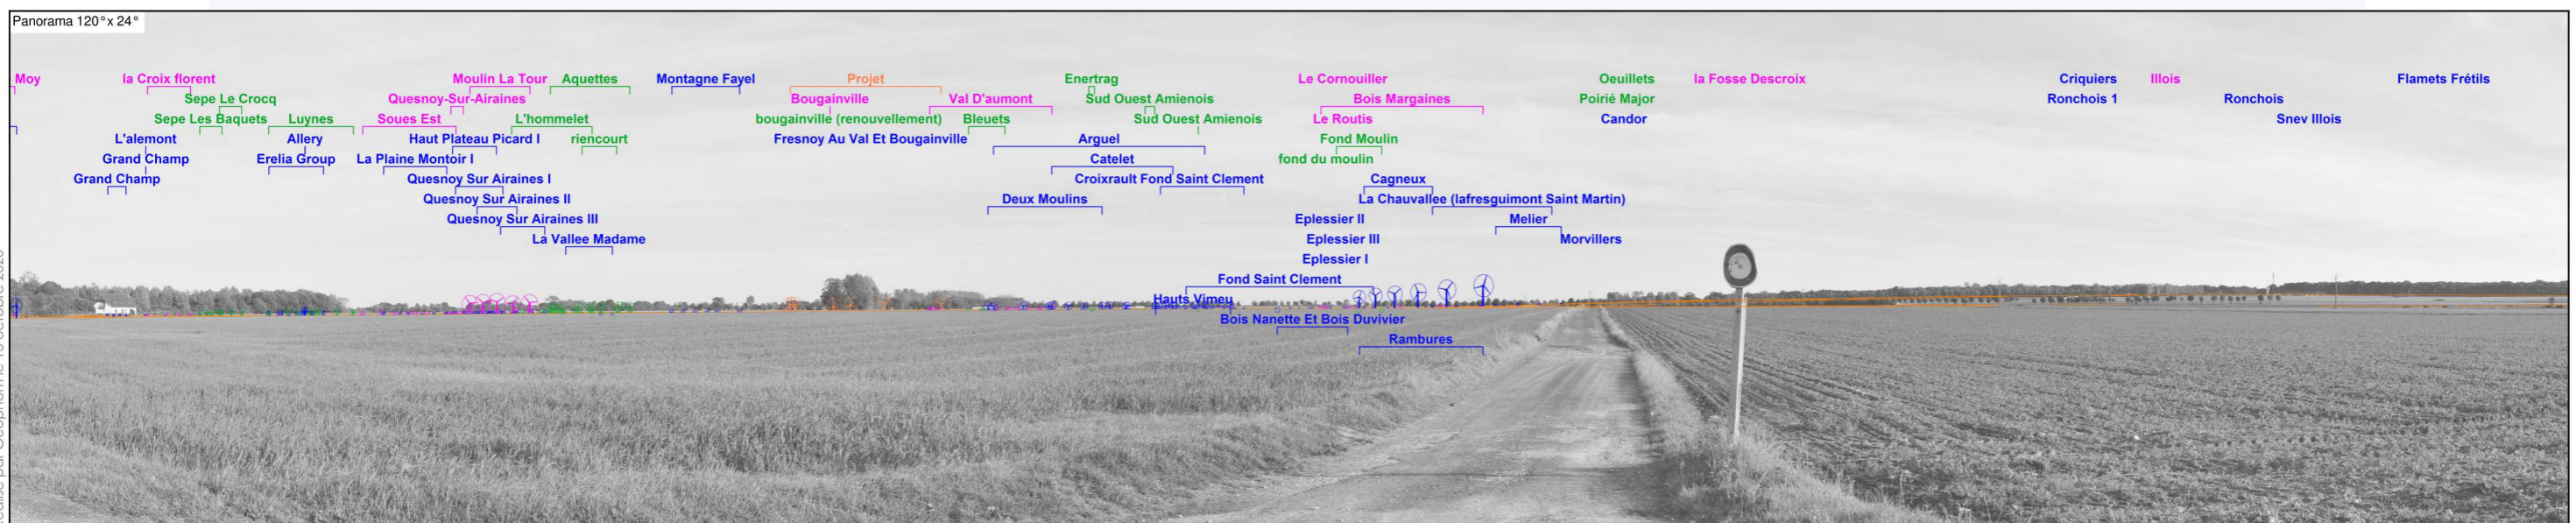 Panorama 120° x 24°
Moy
la Croix florent
Moulin La Tour
Aquettes
Montagne Fayel
Projet
Enertrag
Le Cornouiller
Oeuillets
la Fosse Descroix
Criquiers
Illois
Flamets Frétils
Sepe Le Crocq
Quesnoy-Sur-Airaines
Bougainville
Val D'aumont
Sud Ouest Amienois
Bois Margaines
Poirié Major
Ronchois 1
Ronchois
Sepe Les Baquets
Luynes
Soues Est
L'hommelet
bougainville (renouvellement)
Bleuets
Sud Ouest Amienois
Le Routis
Candor
Snev Illois
L'alemont
Allery
Haut Plateau Picard I
riencourt
Fresnoy Au Val Et Bougainville
Arguel
Fond Moulin
Grand Champ
Erelia Group
La Plaine Montoir I
Catelet
fond du moulin
Grand Champ
Quesnoy Sur Airaines I
Croixrault Fond Saint Clement
Cagneux
Quesnoy Sur Airaines II
Deux Moulins
La Chauvallee (lafresguimont Saint Martin)
Quesnoy Sur Airaines III
Eplessier II
Melier
La Vallee Madame
Eplessier III
Morvillers
Eplessier I
Fond Saint Clement
Hauts Vimeu
Bois Nanette Et Bois Duvivier
Rambures